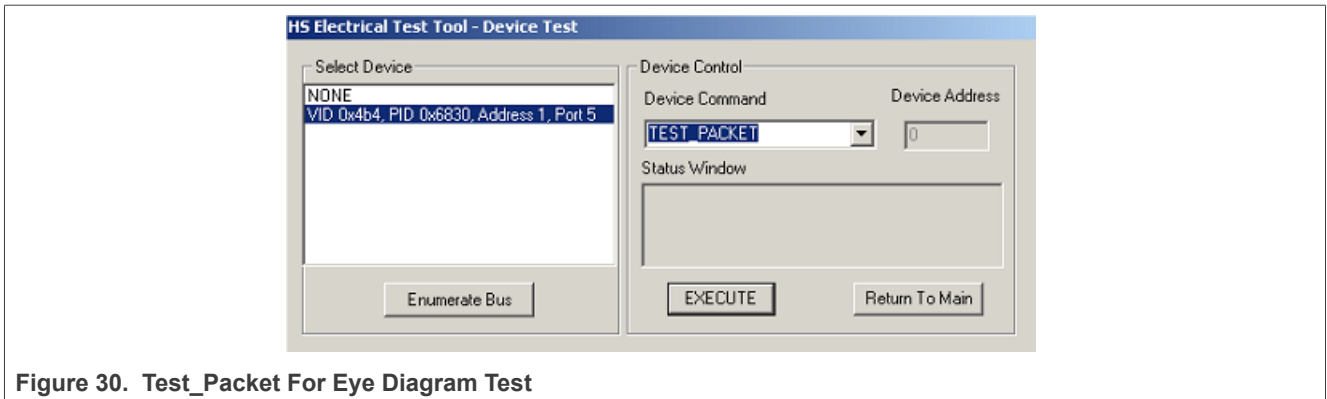 HS Electrical Test Tool - Device Test
Select Device
NONE
VID 0x4b4, PID 0x6830, Address 1, Port 5
Enumerate Bus
Device Control
Device Command
Device Address
TEST_PACKET
0
Status Window
EXECUTE
Return To Main
Figure 30. Test_Packet For Eye Diagram Test